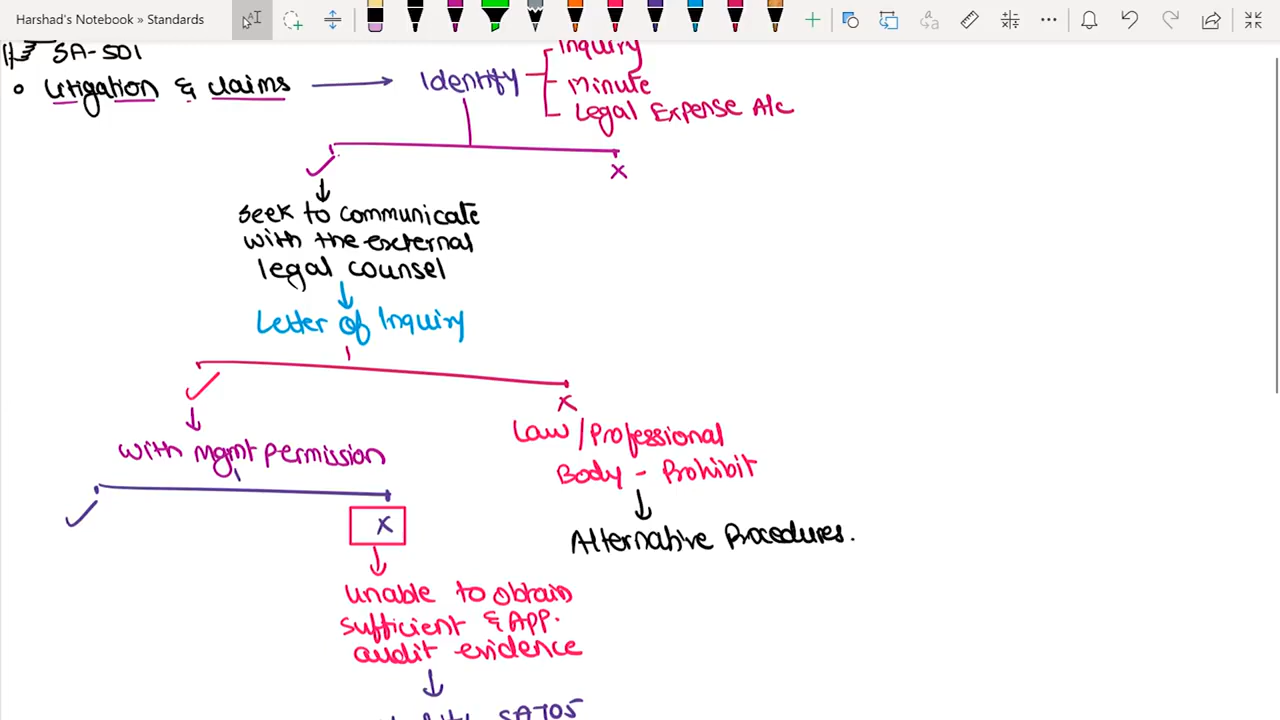 Harshad's Notebook » Standards
SA-501
Litigation & claims
Identify
Inquiry
Minute
Legal Expense A/c
x
Seek to communicate
with the external
legal counsel
Letter of Inquiry
x
Law/Professional
Body - Prohibit
Alternative Procedures.
With mgmt permission
x
unable to obtain
sufficient & App.
audit evidence
SA 705